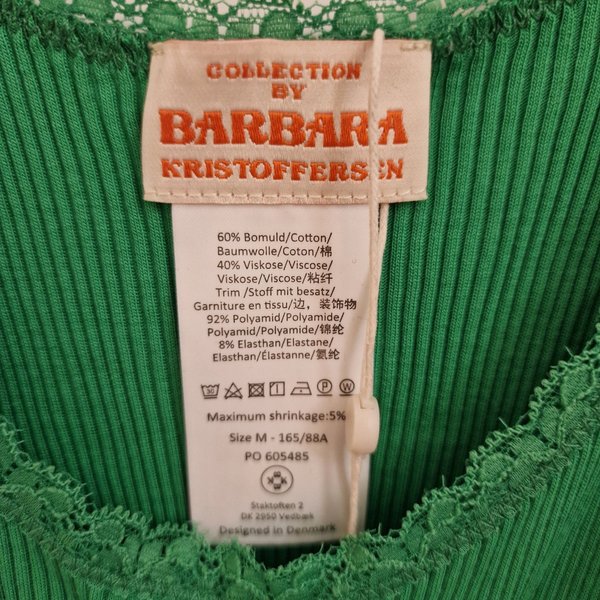 COLLECTION
BY
BARBARA
KRISTOFFERSEN
60% Bomuld/Cotton/
Baumwolle/Coton/棉
40% Viskose/Viscose/
Viskose/Viscose/粘纤
Trim /Stoff mit besatz/
Garniture en tissu/边，装饰物
92% Polyamid/Polyamide/
Polyamid/Polyamide/锦纶
8% Elasthan/Elastane/
Elasthan/Élastanne/氨纶
Maximum shrinkage:5%
Size M - 165/88A
PO 605485
Staktoften 2
DK 2950 Vedbæk
Designed in Denmark